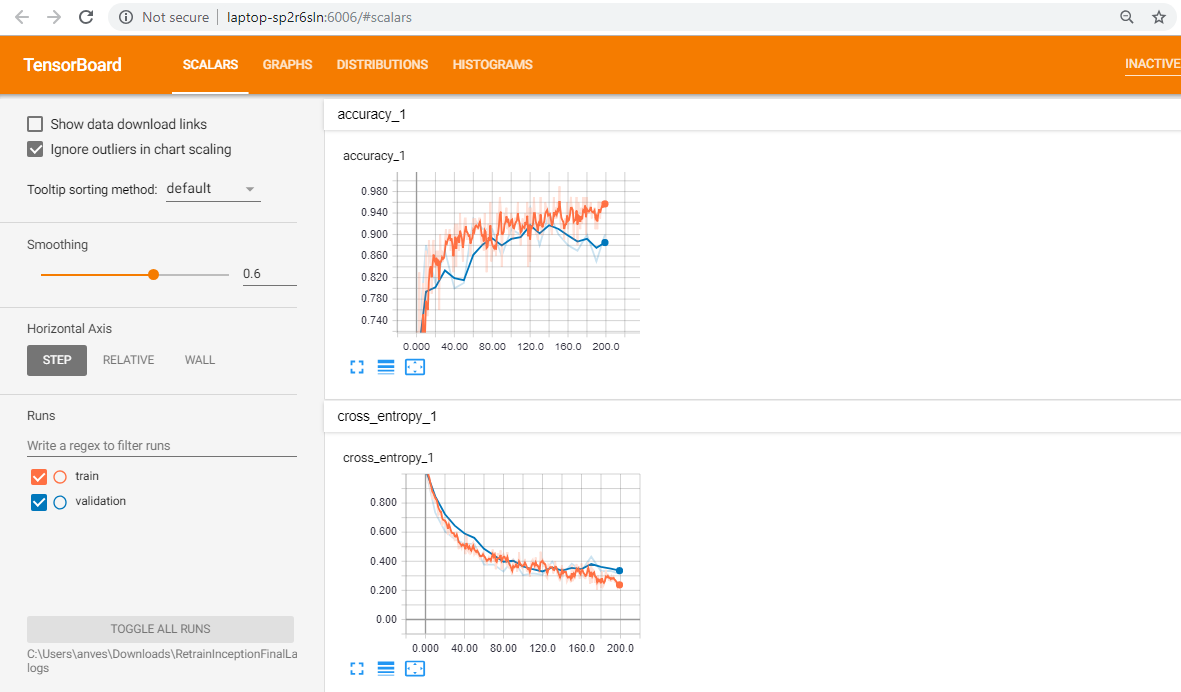 Not secure | laptop-sp2r6sln:6006/#scalars
TensorBoard SCALARS GRAPHS DISTRIBUTIONS HISTOGRAMS INACTIVE
Show data download links
Ignore outliers in chart scaling
Tooltip sorting method: default
Smoothing
0.6
Horizontal Axis
STEP RELATIVE WALL
Runs
Write a regex to filter runs
train
validation
TOGGLE ALL RUNS
C:\Users\anves\Downloads\RetrainInceptionFinalLa
logs
accuracy_1
accuracy_1
0.980
0.940
0.900
0.860
0.820
0.780
0.740
0.000 40.00 80.00 120.0 160.0 200.0
cross_entropy_1
cross_entropy_1
0.800
0.600
0.400
0.200
0.00
0.000 40.00 80.00 120.0 160.0 200.0